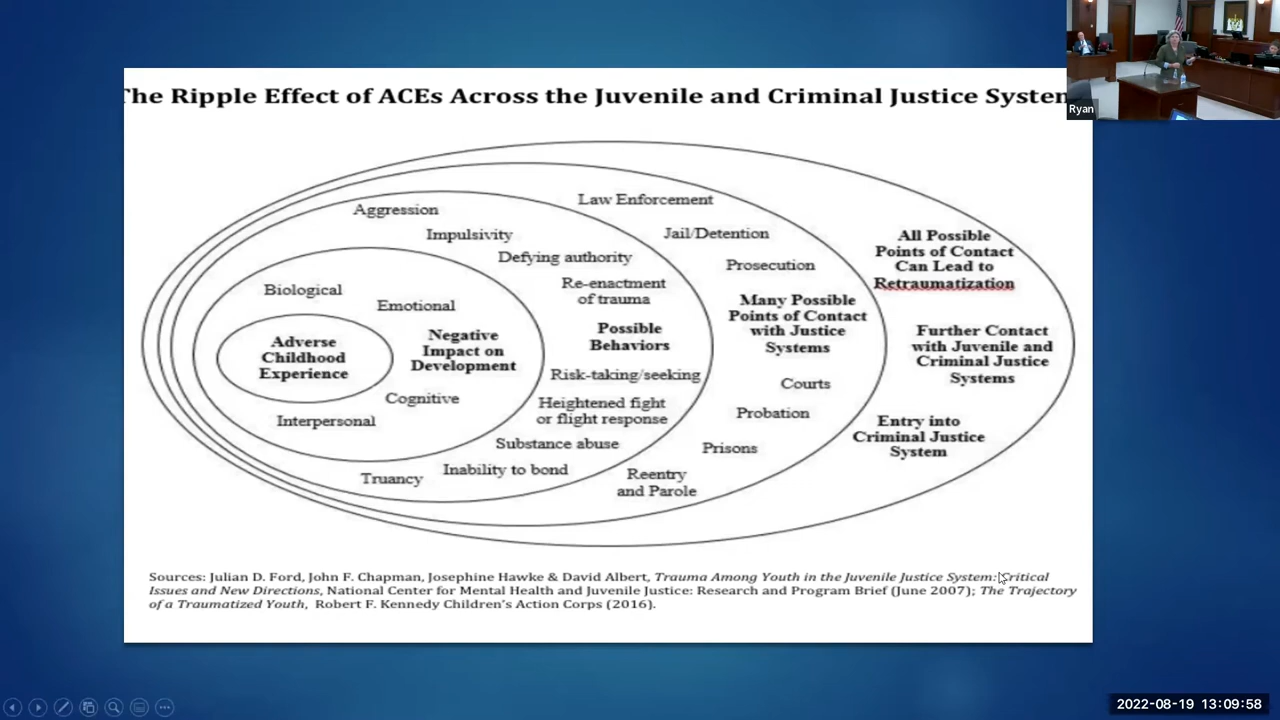 The Ripple Effect of ACEs Across the Juvenile and Criminal Justice System
Ryan
Law Enforcement
Aggression
Jail/Detention
Impulsivity
All Possible
Points of Contact
Can Lead to
Retraumatization
Defying authority
Prosecution
Biological
Emotional
Re-enactment
of trauma
Many Possible
Points of Contact
with Justice
Systems
Adverse
Childhood
Experience
Negative
Impact on
Development
Possible
Behaviors
Further Contact
with Juvenile and
Criminal Justice
Systems
Risk-taking/seeking
Courts
Cognitive
Heightened fight
or flight response
Probation
Interpersonal
Entry into
Criminal Justice
System
Substance abuse
Prisons
Truancy
Inability to bond
Reentry
and Parole
Sources: Julian D. Ford, John F. Chapman, Josephine Hawke & David Albert, Trauma Among Youth in the Juvenile Justice System: Critical
Issues and New Directions, National Center for Mental Health and Juvenile Justice: Research and Program Brief (June 2007); The Trajectory
of a Traumatized Youth, Robert F. Kennedy Children's Action Corps (2016).
2022-08-19 13:09:58